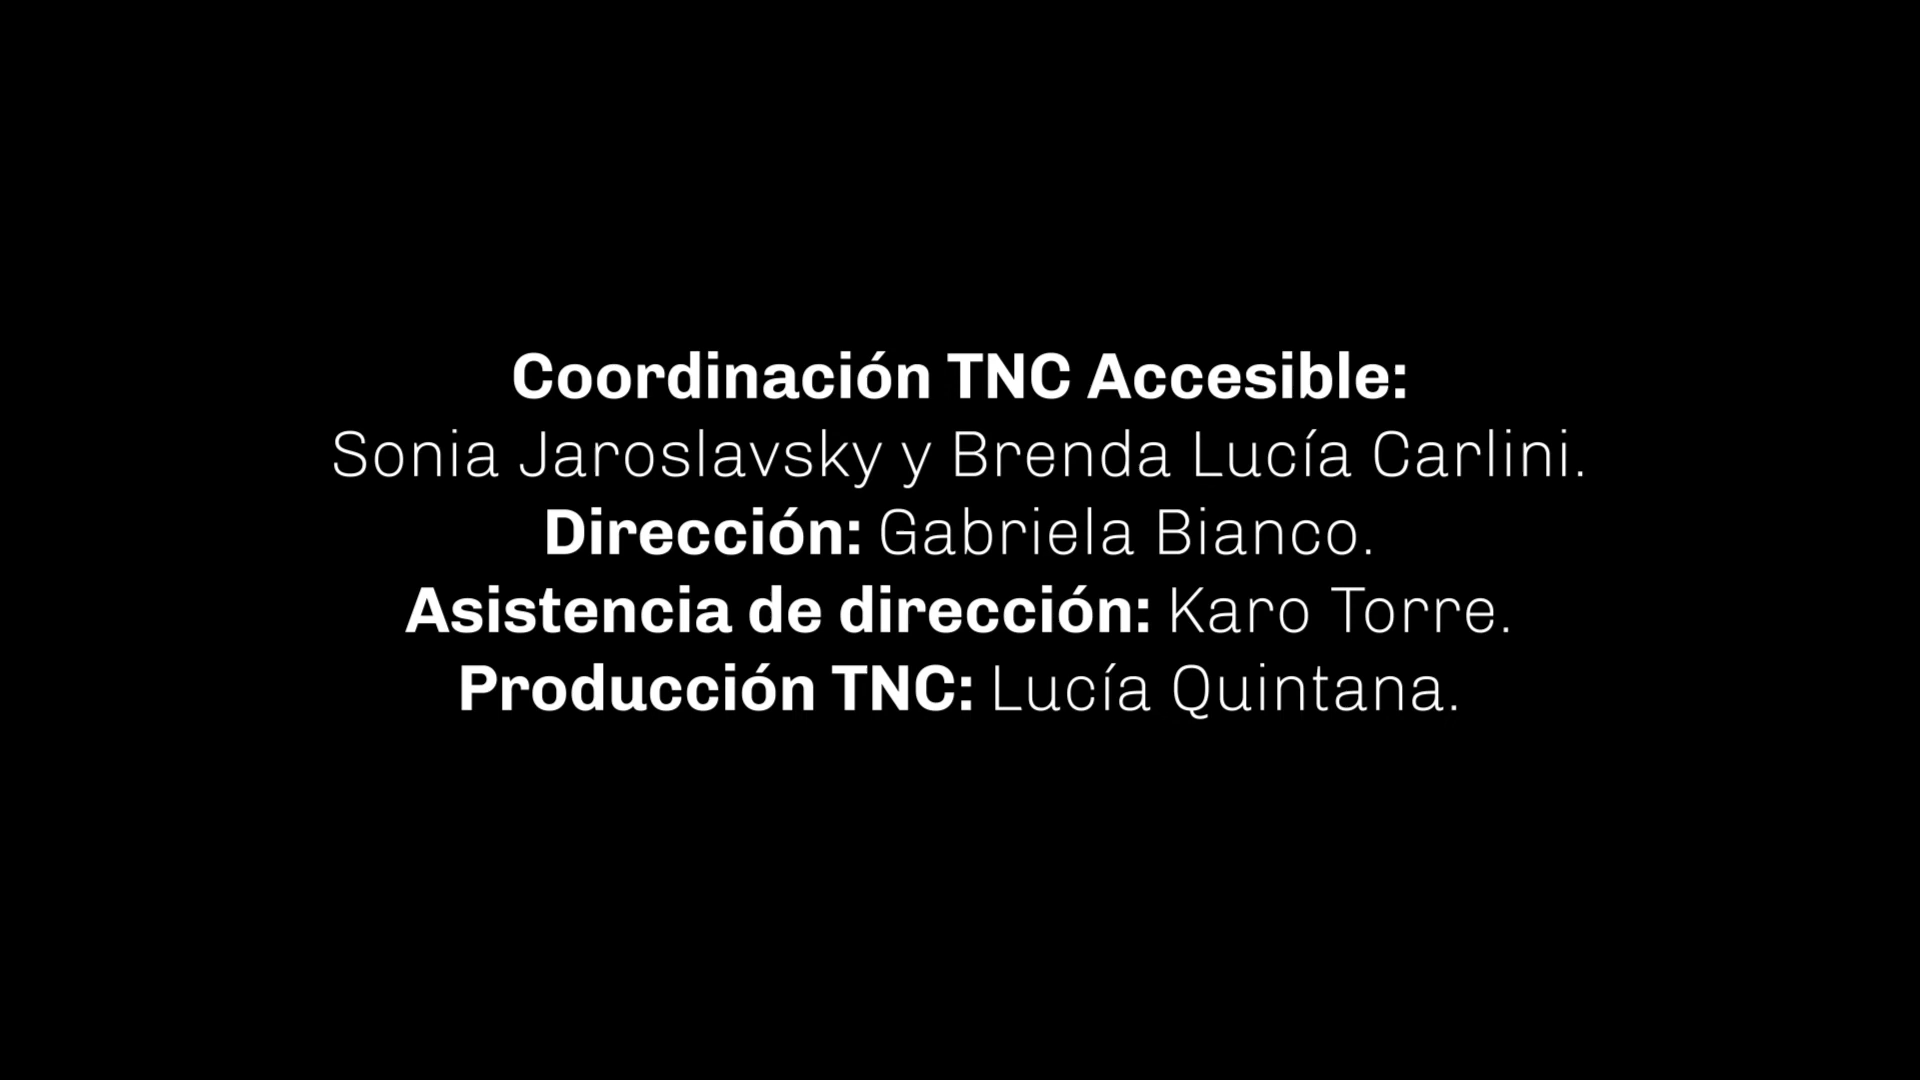 Coordinación TNC Accesible:
Sonia Jaroslavsky y Brenda Lucía Carlini.
Dirección: Gabriela Bianco.
Asistencia de dirección: Karo Torre.
Producción TNC: Lucía Quintana.